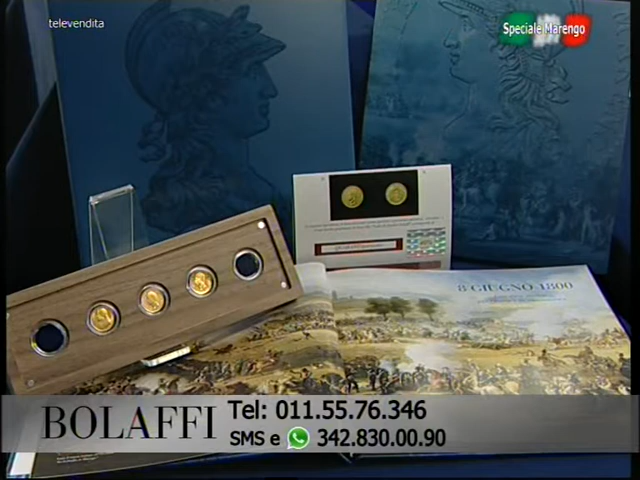 televendita
Speciale Marengo
8 GIUGNO 1800
BOLAFFI
Tel: 011.55.76.346
SMS e 342.830.00.90